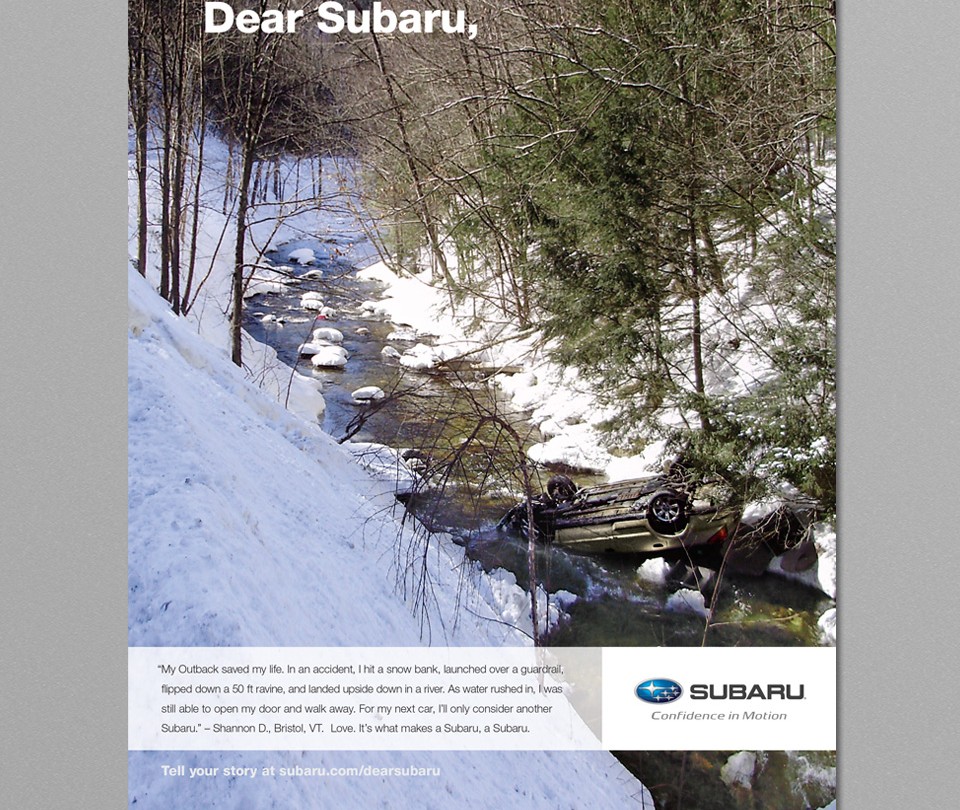 Dear Subaru,
“My Outback saved my life. In an accident, I hit a snow bank, launched over a guardrail,
flipped down a 50 ft ravine, and landed upside down in a river. As water rushed in, I was
still able to open my door and walk away. For my next car, I'll only consider another
Subaru.” – Shannon D., Bristol, VT.  Love. It's what makes a Subaru, a Subaru.
SUBARU
Confidence in Motion
Tell your story at subaru.com/dearsubaru